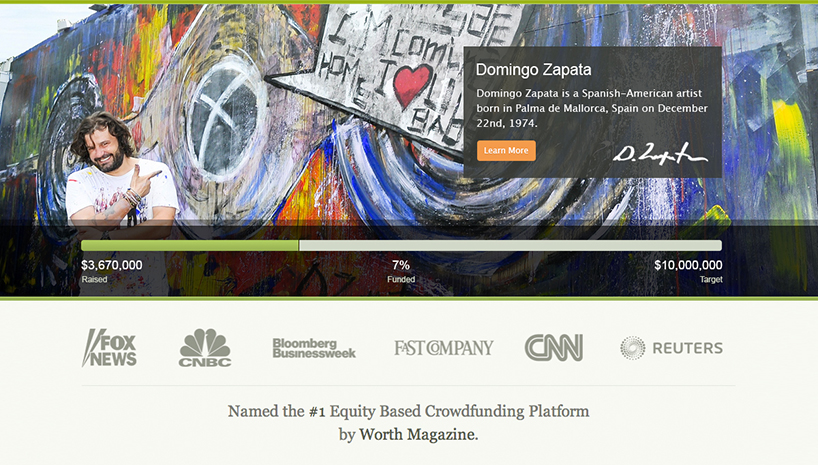 I'M COMING
HOME I
BAE
Domingo Zapata
Domingo Zapata is a Spanish-American artist
born in Palma de Mallorca, Spain on December
22nd, 1974.
Learn More
D. Zapata
$3,670,000 7% $10,000,000
Raised Funded Target
FOX
NEWS
CNBC
Bloomberg
Businessweek
FAST COMPANY
CNN
REUTERS
Named the #1 Equity Based Crowdfunding Platform
by Worth Magazine.